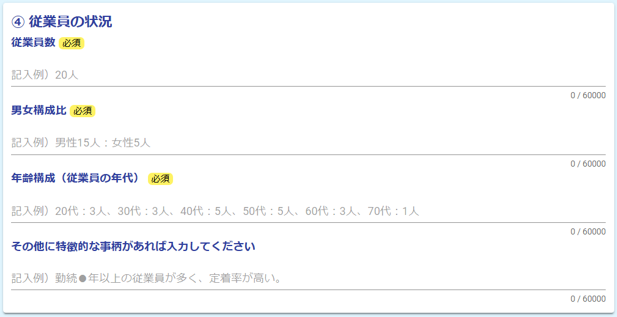 ④ 従業員の状況
従業員数 必須
記入例）20人
0 / 60000
男女構成比 必須
記入例）男性15人：女性5人
0 / 60000
年齢構成（従業員の年代） 必須
記入例）20代：3人、30代：3人、40代：5人、50代：5人、60代：3人、70代：1人
0 / 60000
その他に特徴的な事柄があれば入力してください
記入例）勤続●年以上の従業員が多く、定着率が高い。
0 / 60000